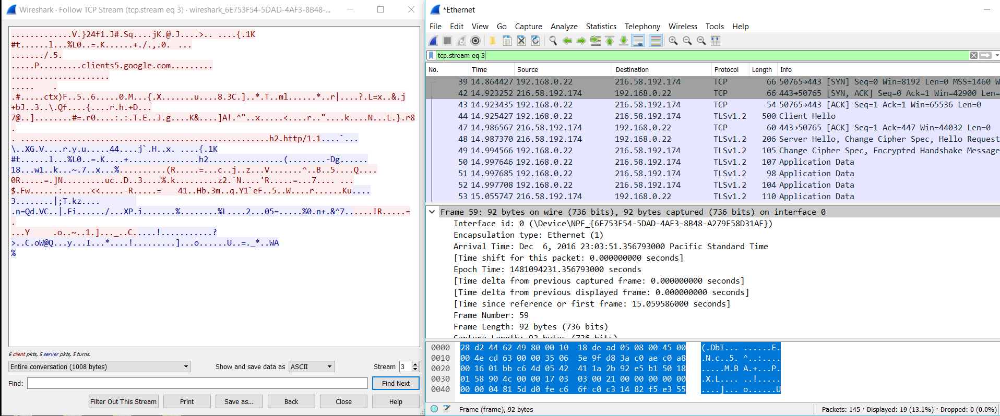 Wireshark · Follow TCP Stream (tcp.stream eq 3) · wireshark_6E753F54-5DAD-4AF3-8B48-...
.............V.}24f1.J#.Sq....jK.@.J....>.. ....{.1K
#t......l...%L0..=.K......+./.,.0. ...
......./.5.
.....P.........clients5.google.com.........
.....................
..... .
.#.....ctx)F..5..6.....0.M...{.X.......u....8.3C.]..*.T..ml......*..r|....?.L=x..&.j
+bJ..3..\.Qf....{....r.h.+D...
7@..]........#=.r0....:.:.T.E..J.g....K&....]A!.^"..x.....<....r.."....k....N...L.}.r8
.
. .....................................................h2.http/1.1....`...
\..XG.V....r.y.u.....44....j`.H..x. ....{.1K
#t......l...%L0..=.K....+...............h2................(........-Dg......
18...w1..k...~.7..x...%..........(R.....=...c..j..z...V.......^..B..5....Q....
0R.....=.]N.........uc..D..3....%.k.........z2.`N....'R.....=...7.... ...
$.Fw......:......<<.....-R.....= 41..Hb.3m..q.Y1`eF..5..W....r......Ku....
3........|;T.kz....
.n=Qd.VC..|.Fi....../...XP.i.......%........%L....2...05=.....%0.n+.&^7.......!R.....=
.
...Y .o..~..1.]..._..C.....!...........?
>..C.oW@Q...y...I...*....!.........]...o......U..=._*..WA
%
6 client pkts, 5 server pkts, 5 turns.
Entire conversation (1008 bytes) Show and save data as ASCII Stream 3
Find: Find Next
Filter Out This Stream Print Save as... Back Close Help
*Ethernet
File Edit View Go Capture Analyze Statistics Telephony Wireless Tools Help
tcp.stream eq 3
No. Time Source Destination Protocol Length Info
39 14.864427 192.168.0.22 216.58.192.174 TCP 66 50765→443 [SYN] Seq=0 Win=8192 Len=0 MSS=1460 W
42 14.923252 216.58.192.174 192.168.0.22 TCP 66 443→50765 [SYN, ACK] Seq=0 Ack=1 Win=42900 Len=
43 14.923435 192.168.0.22 216.58.192.174 TCP 54 50765→443 [ACK] Seq=1 Ack=1 Win=65536 Len=0
44 14.925427 192.168.0.22 216.58.192.174 TLSv1.2 500 Client Hello
47 14.986567 216.58.192.174 192.168.0.22 TCP 60 443→50765 [ACK] Seq=1 Ack=447 Win=44032 Len=0
48 14.987370 216.58.192.174 192.168.0.22 TLSv1.2 206 Server Hello, Change Cipher Spec, Hello Request
49 14.994566 192.168.0.22 216.58.192.174 TLSv1.2 105 Change Cipher Spec, Encrypted Handshake Message
50 14.997646 192.168.0.22 216.58.192.174 TLSv1.2 107 Application Data
51 14.997685 192.168.0.22 216.58.192.174 TLSv1.2 98 Application Data
52 14.997708 192.168.0.22 216.58.192.174 TLSv1.2 104 Application Data
53 15.055747 216.58.192.174 192.168.0.22 TLSv1.2 110 Application Data
Frame 59: 92 bytes on wire (736 bits), 92 bytes captured (736 bits) on interface 0
Interface id: 0 (\Device\NPF_{6E753F54-5DAD-4AF3-8B48-A279E58D31AF})
Encapsulation type: Ethernet (1)
Arrival Time: Dec 6, 2016 23:03:51.356793000 Pacific Standard Time
[Time shift for this packet: 0.000000000 seconds]
Epoch Time: 1481094231.356793000 seconds
[Time delta from previous captured frame: 0.000000000 seconds]
[Time delta from previous displayed frame: 0.000000000 seconds]
[Time since reference or first frame: 15.059586000 seconds]
Frame Number: 59
Frame Length: 92 bytes (736 bits)
Capture Length: 92 bytes (736 bits)
0000 28 d2 44 62 49 80 00 10 18 de ad 05 08 00 45 00 (.DbI... ......E.
0010 00 4e cd 63 00 00 35 06 5e 9f d8 3a c0 ae c0 a8 .N.c..5. ^..:....
0020 00 16 01 bb c6 4d 05 42 41 1a 2b 92 e5 b1 50 18 .....M.B A.+...P.
0030 01 58 90 4c 00 00 17 03 03 00 21 00 00 00 00 00 .X.L.... ..!.....
0040 00 00 04 81 5d d0 fe c6 6f c0 c3 14 82 f5 e3 55 ....]... o......U
Frame (frame), 92 bytes Packets: 145 · Displayed: 19 (13.1%) · Dropped: 0 (0.0%)